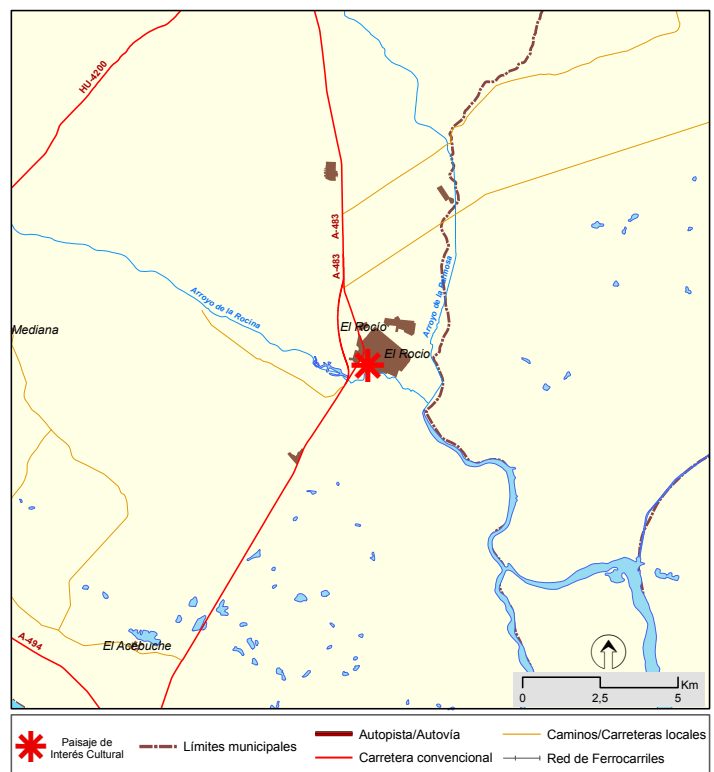 HU-4200
A-483
A-483
Arroyo de la Rocina
Arroyo de la Parmosa
Mediana
El Rocío
El Rocio
El Acebuche
A-494
0
2,5
5
Km
Paisaje de
Interés Cultural
Límites municipales
Autopista/Autovía
Carretera convencional
Caminos/Carreteras locales
Red de Ferrocarriles